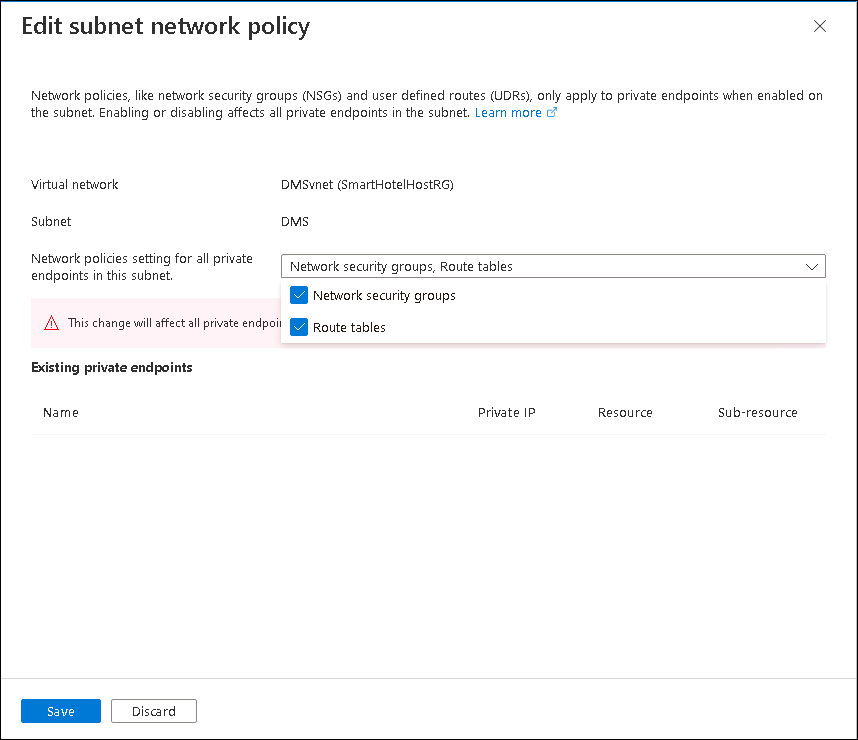 Edit subnet network policy
Network policies, like network security groups (NSGs) and user defined routes (UDRs), only apply to private endpoints when enabled on
the subnet. Enabling or disabling affects all private endpoints in the subnet. Learn more
Virtual network DMSvnet (SmartHotelHostRG)
Subnet DMS
Network policies setting for all private
endpoints in this subnet.
Network security groups, Route tables
Network security groups
Route tables
This change will affect all private
Existing private endpoints
Name Private IP Resource Sub-resource
Save Discard